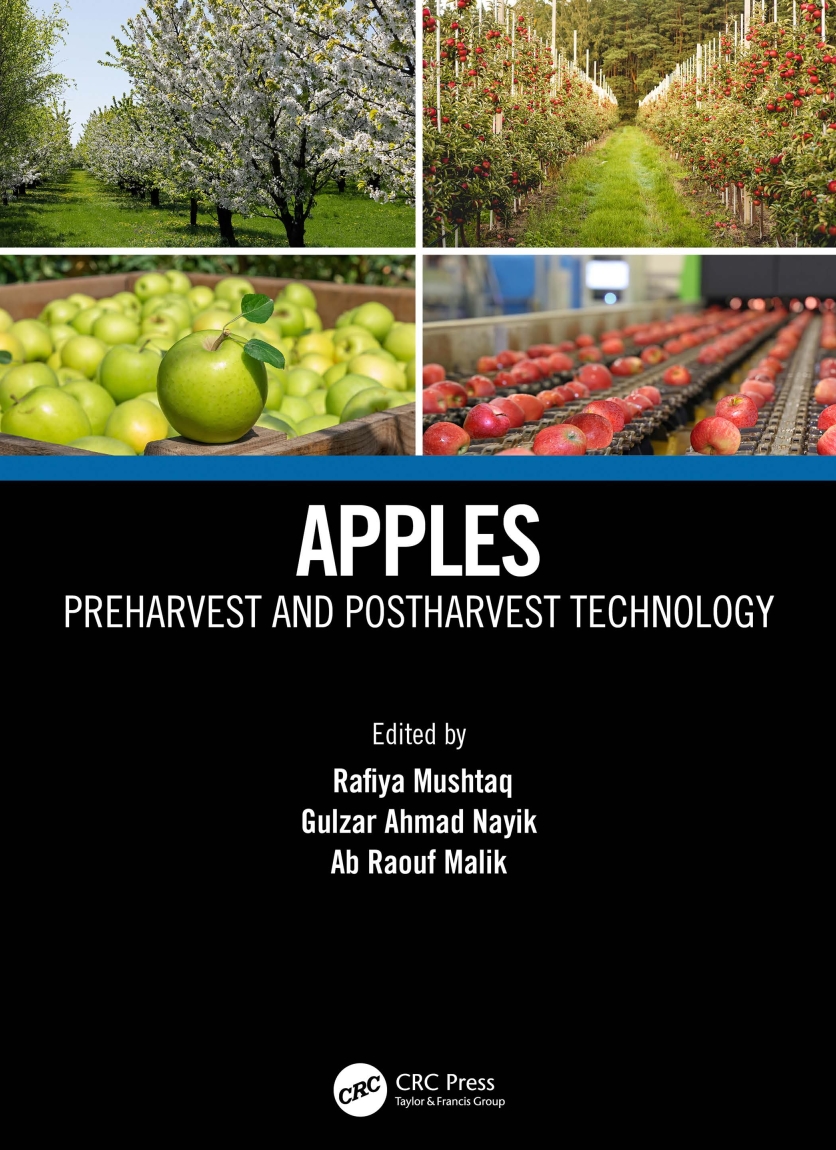 APPLES
PREHARVEST AND POSTHARVEST TECHNOLOGY
Edited by
Rafiya Mushtaq
Gulzar Ahmad Nayik
Ab Raouf Malik
CRC
CRC Press
Taylor & Francis Group